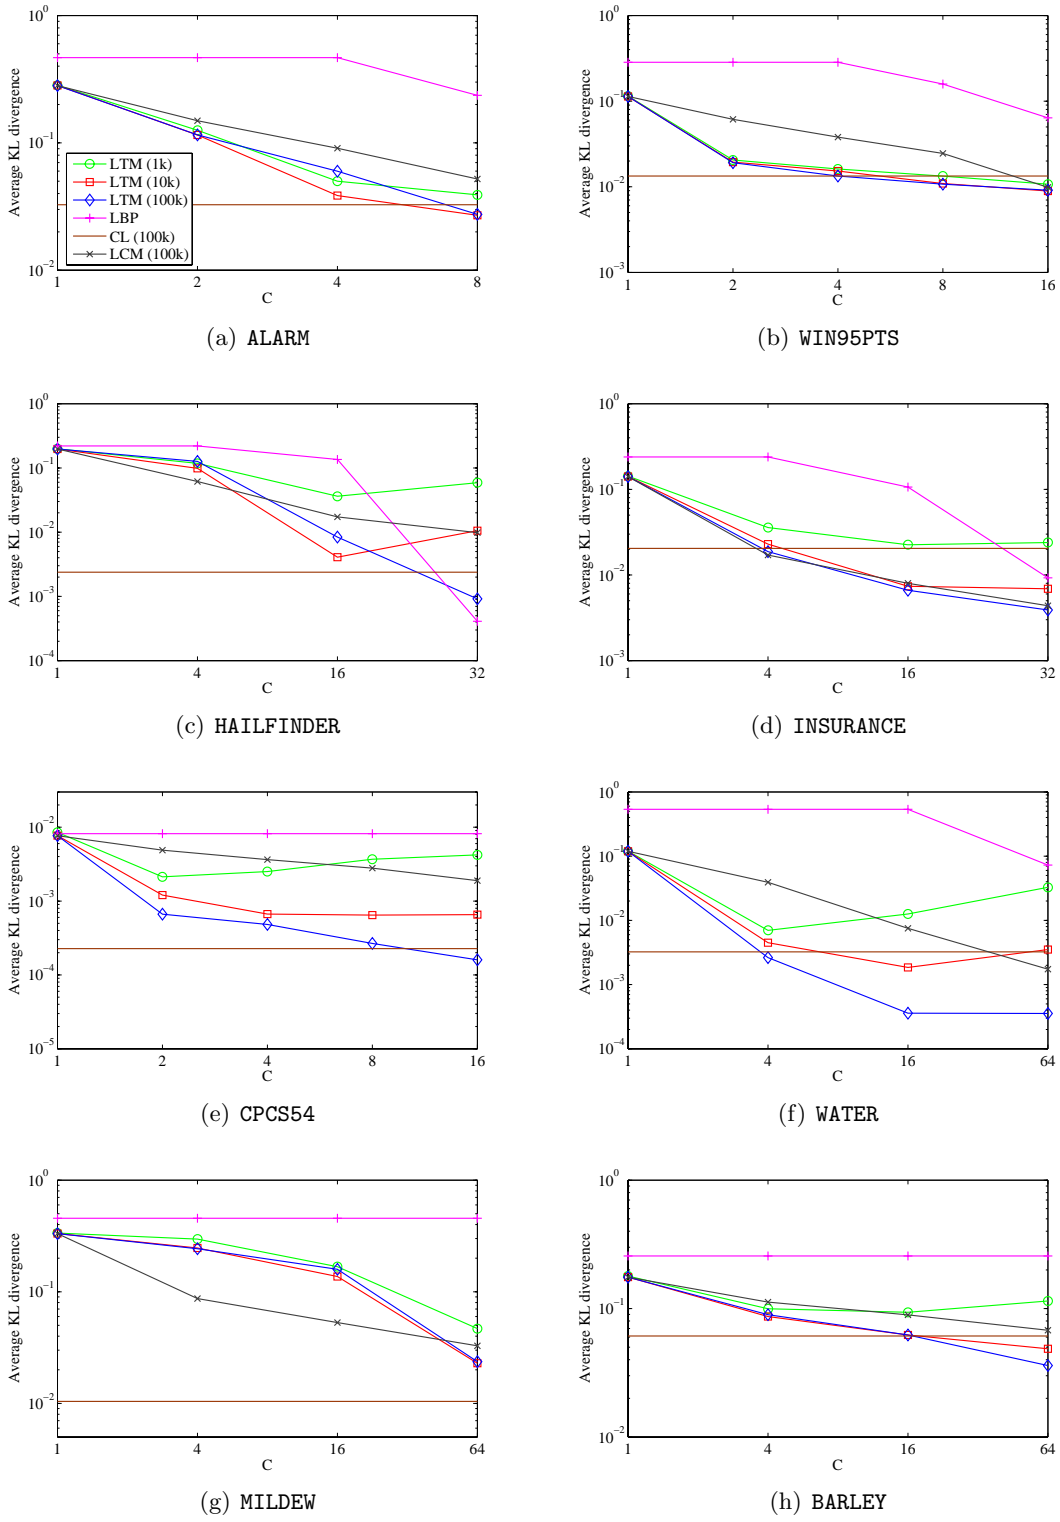 10^0
10^−1
10^−2
Average KL divergence
LTM (1k)
LTM (10k)
LTM (100k)
LBP
CL (100k)
LCM (100k)
1 2 4 8
C
(a) ALARM
10^0
10^−1
10^−2
10^−3
Average KL divergence
1 2 4 8 16
C
(b) WIN95PTS
10^0
10^−1
10^−2
10^−3
10^−4
Average KL divergence
1 4 16 32
C
(c) HAILFINDER
10^0
10^−1
10^−2
10^−3
Average KL divergence
1 4 16 32
C
(d) INSURANCE
10^−2
10^−3
10^−4
10^−5
Average KL divergence
1 2 4 8 16
C
(e) CPCS54
10^0
10^−1
10^−2
10^−3
10^−4
Average KL divergence
1 4 16 64
C
(f) WATER
10^0
10^−1
10^−2
Average KL divergence
1 4 16 64
C
(g) MILDEW
10^0
10^−1
10^−2
Average KL divergence
1 4 16 64
C
(h) BARLEY